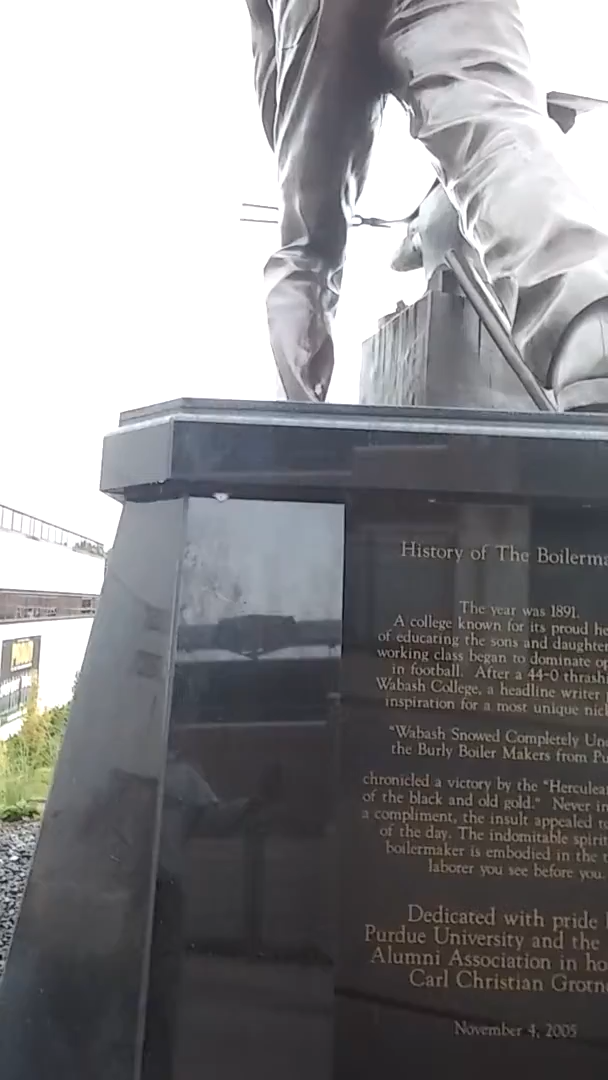 History of The Boilerma
The year was 1891.
A college known for its proud he
of educating the sons and daughter
working class began to dominate op
in football. After a 44-0 thrashi
Wabash College, a headline writer
inspiration for a most unique nick
"Wabash Snowed Completely Un
the Burly Boiler Makers from Pu
chronicled a victory by the "Herculea
of the black and old gold." Never in
a compliment, the insult appealed to
of the day. The indomitable spirit
boilermaker is embodied in the
laborer you see before you.
Dedicated with pride
Purdue University and the
Alumni Association in ho
Carl Christian Grotn
November 4, 2005